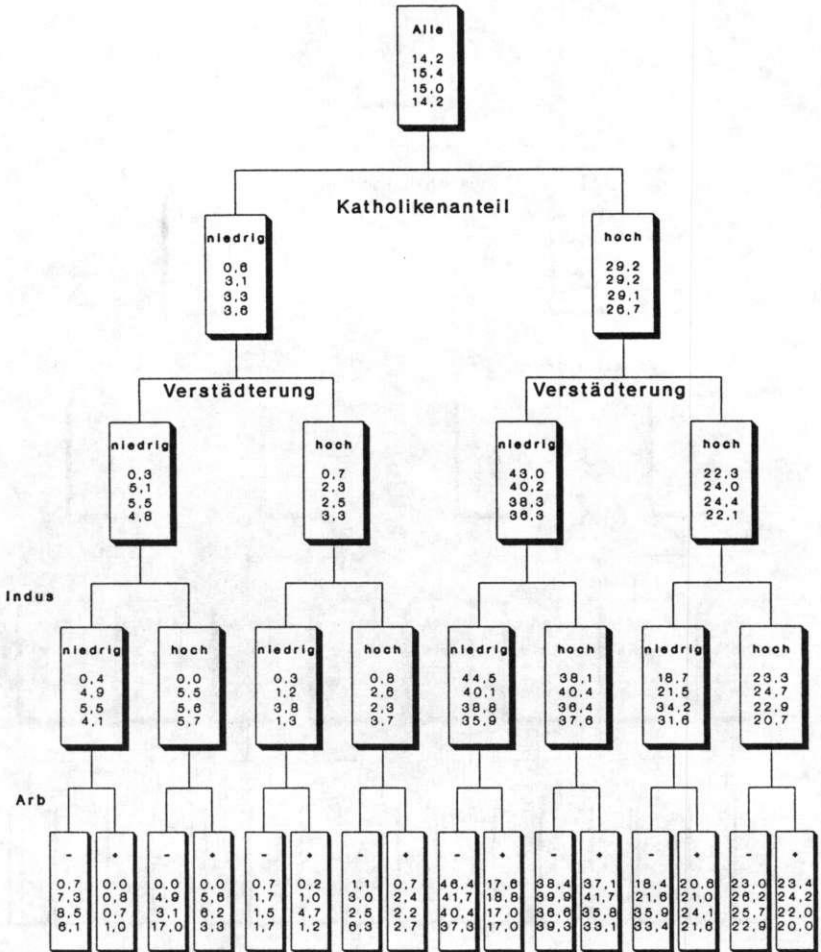 Alle
14,2
15,4
15,0
14,2
Katholikenanteil
niedrig hoch
0,6 29,2
3,1 29,2
3,3 29,1
3,6 26,7
Verstädterung Verstädterung
niedrig hoch niedrig hoch
0,3 0,7 43,0 22,3
5,1 2,3 40,2 24,0
5,5 2,5 38,3 24,4
4,8 3,3 36,3 22,1
Indus
niedrig hoch niedrig hoch niedrig hoch niedrig hoch
0,4 0,0 0,3 0,8 44,5 38,1 18,7 23,3
4,9 5,5 1,2 2,6 40,1 40,4 21,5 24,7
5,5 5,6 3,8 2,3 38,8 36,4 34,2 22,9
4,1 5,7 1,3 3,7 35,9 37,6 31,6 20,7
Arb
- + - + - + - + - + - + - + - +
0,7 0,0 0,0 0,0 0,7 0,2 1,1 0,7 46,4 17,6 38,4 37,1 18,4 20,6 23,0 23,4
7,3 0,8 4,9 5,6 1,7 1,0 3,0 2,4 41,7 18,8 39,9 41,7 21,6 21,0 26,2 24,2
8,5 0,7 3,1 6,2 1,5 4,7 2,5 2,2 40,4 17,0 36,6 35,8 35,9 24,1 25,7 22,0
6,1 1,0 17,0 3,3 1,7 1,2 6,3 2,7 37,3 17,0 39,3 33,1 33,4 21,6 22,9 20,0